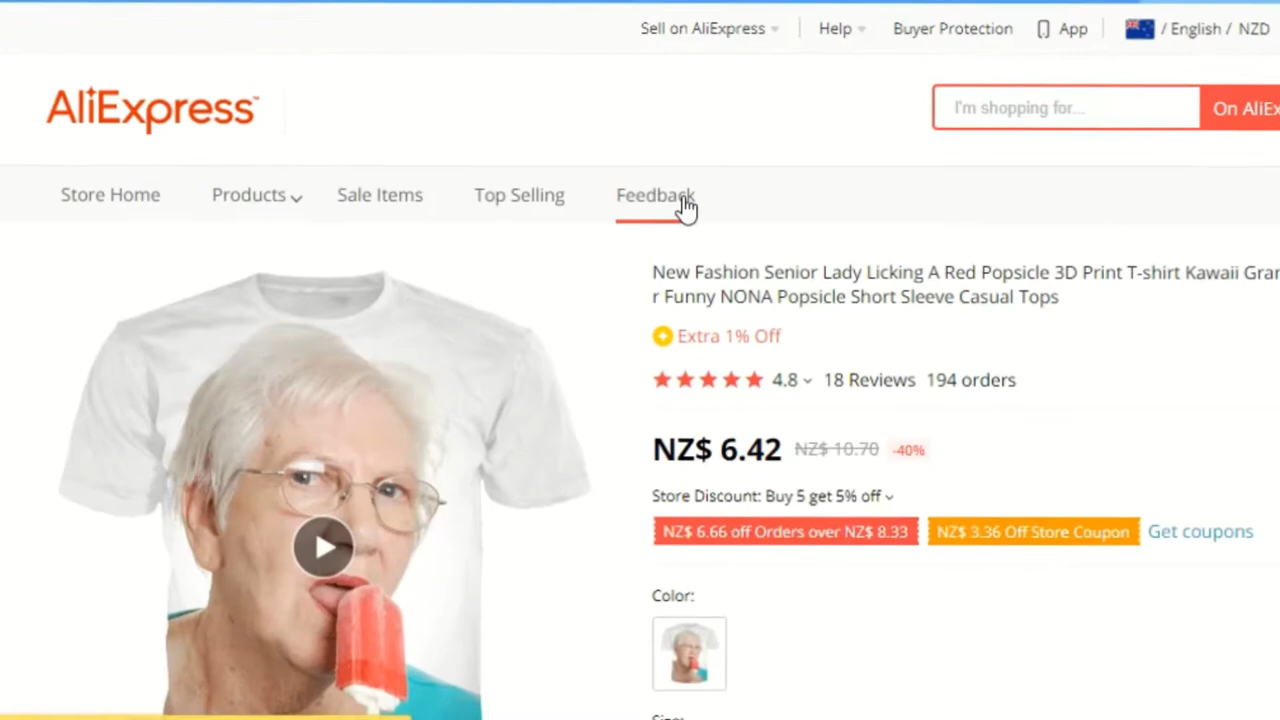 Sell on AliExpress
Help
Buyer Protection
App
/ English / NZD
AliExpress™
I'm shopping for...
On AliEx
Store Home
Products
Sale Items
Top Selling
Feedback
New Fashion Senior Lady Licking A Red Popsicle 3D Print T-shirt Kawaii Gran
r Funny NONA Popsicle Short Sleeve Casual Tops
Extra 1% Off
4.8 18 Reviews 194 orders
NZ$ 6.42 NZ$ 10.70 -40%
Store Discount: Buy 5 get 5% off
NZ$ 6.66 off Orders over NZ$ 8.33
NZ$ 3.36 Off Store Coupon
Get coupons
Color: